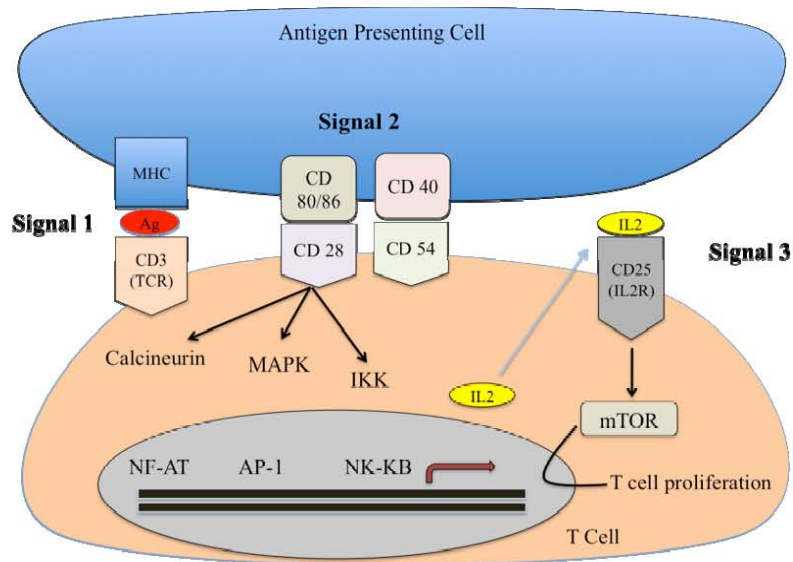 Antigen Presenting Cell
Signal 2
MHC
CD
80/86
CD 40
Signal 1
Ag
IL2
CD3
(TCR)
CD 28
CD 54
CD25
(IL2R)
Signal 3
Calcineurin
MAPK
IKK
IL2
mTOR
NF-AT
AP-1
NK-KB
T cell proliferation
T Cell